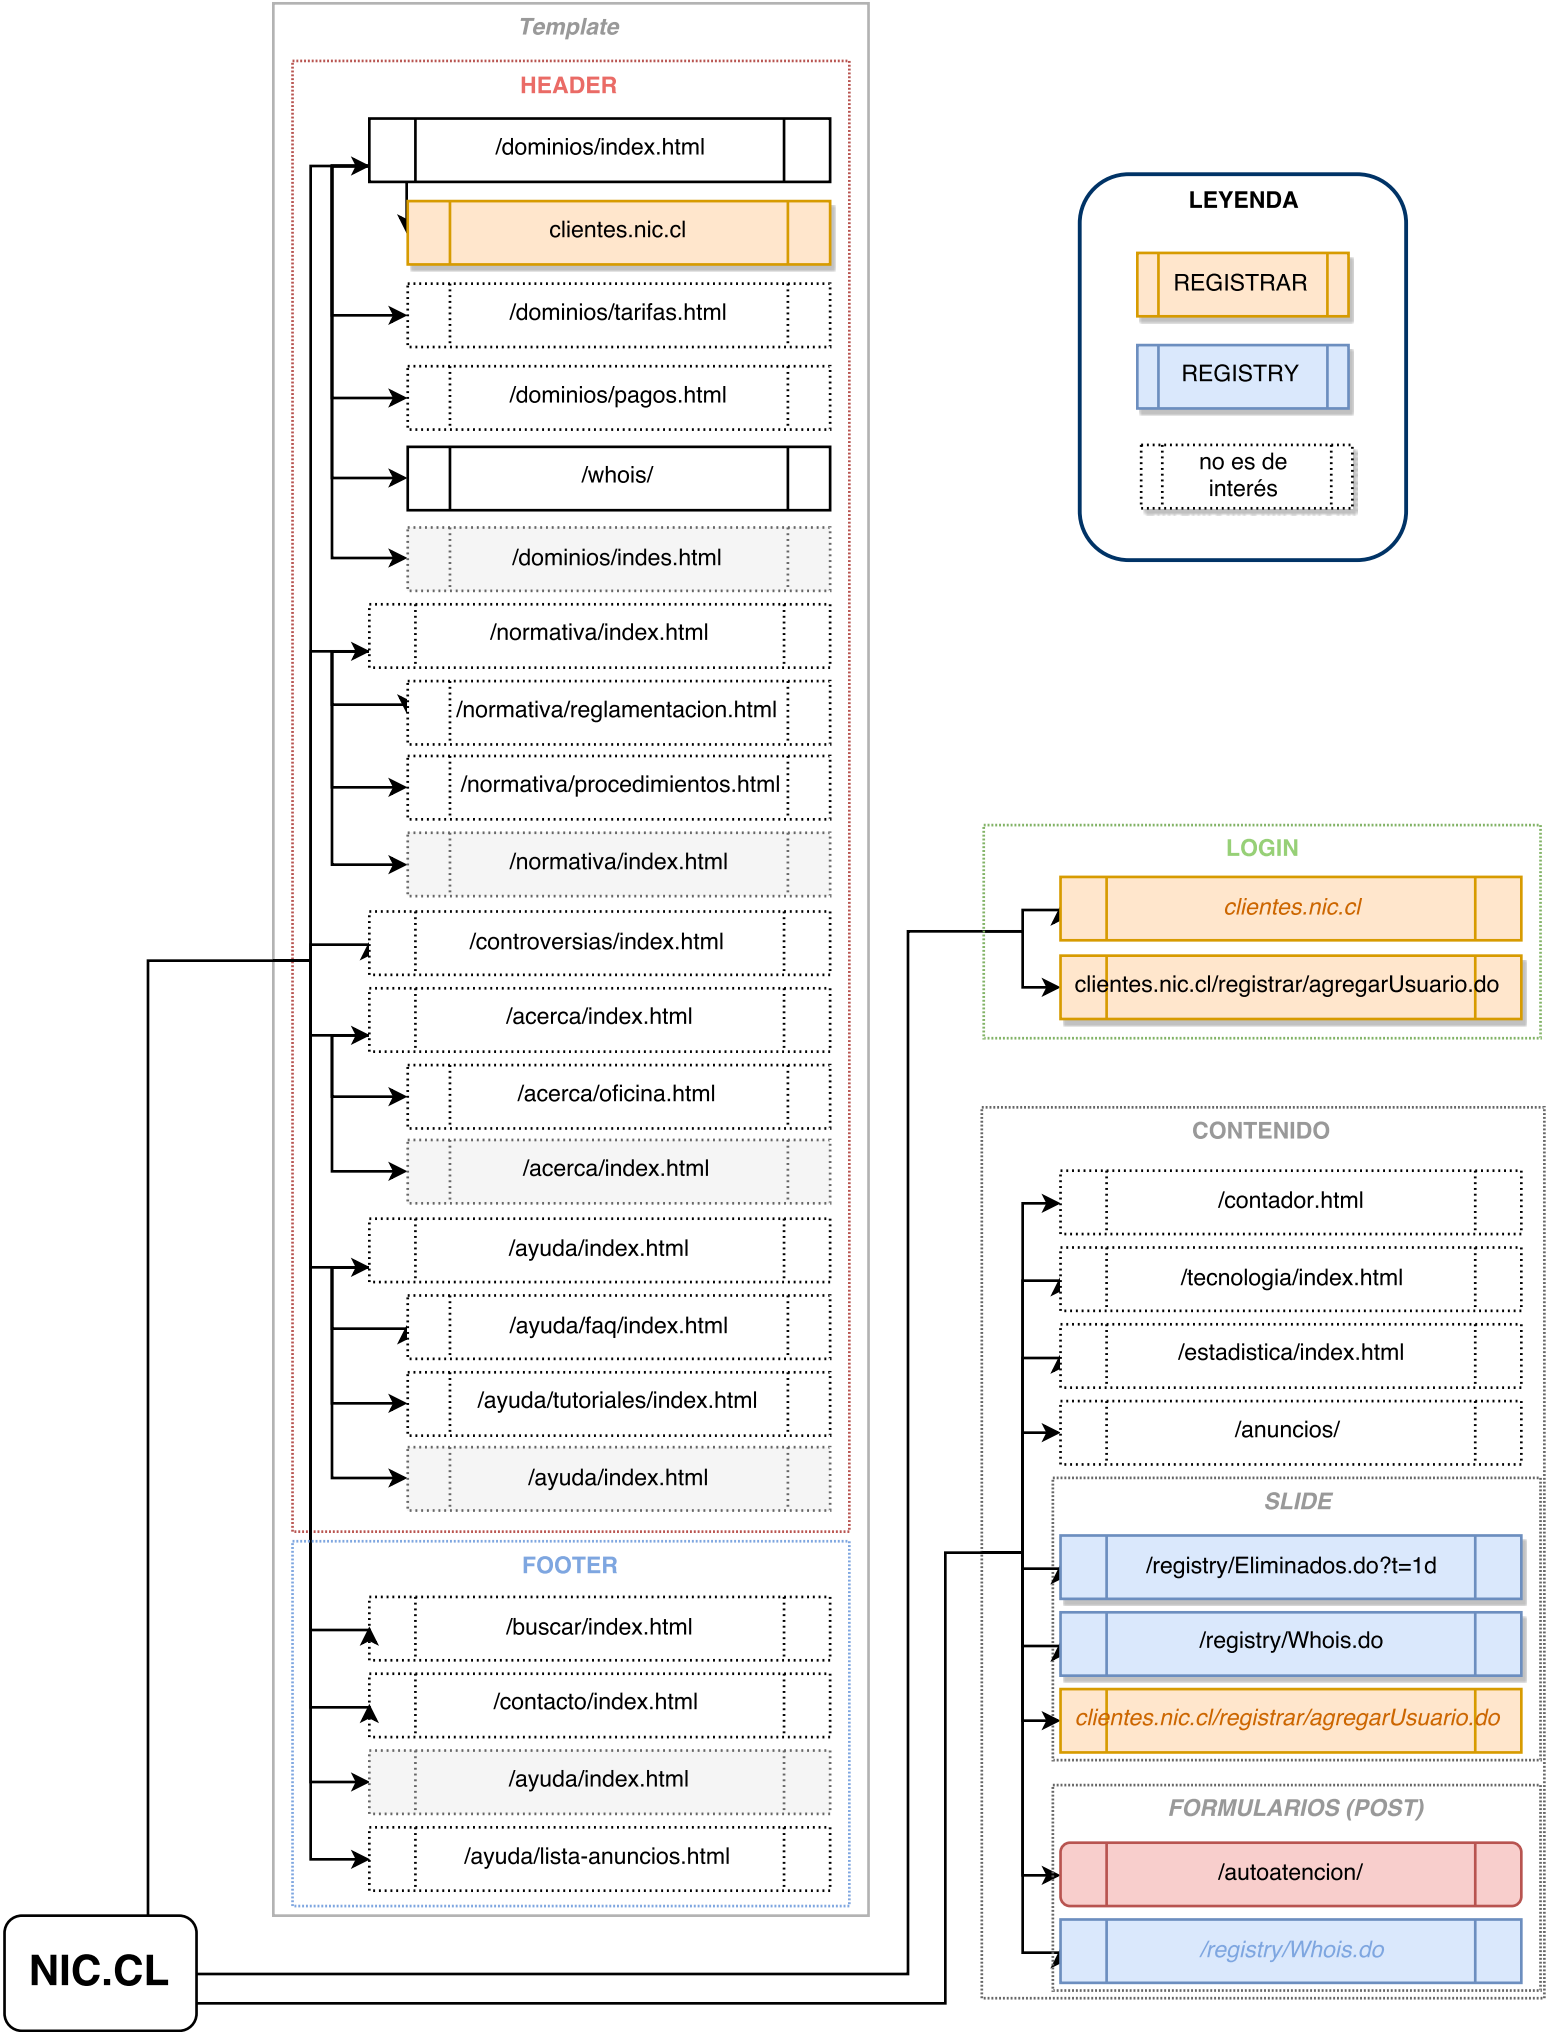 Template
HEADER
/dominios/index.html
clientes.nic.cl
/dominios/tarifas.html
/dominios/pagos.html
/whois/
/dominios/indes.html
/normativa/index.html
/normativa/reglamentacion.html
/normativa/procedimientos.html
/normativa/index.html
/controversias/index.html
/acerca/index.html
/acerca/oficina.html
/acerca/index.html
/ayuda/index.html
/ayuda/faq/index.html
/ayuda/tutoriales/index.html
/ayuda/index.html
FOOTER
/buscar/index.html
/contacto/index.html
/ayuda/index.html
/ayuda/lista-anuncios.html
NIC.CL
LEYENDA
REGISTRAR
REGISTRY
no es de
interés
LOGIN
clientes.nic.cl
clientes.nic.cl/registrar/agregarUsuario.do
CONTENIDO
/contador.html
/tecnologia/index.html
/estadistica/index.html
/anuncios/
SLIDE
/registry/Eliminados.do?t=1d
/registry/Whois.do
clientes.nic.cl/registrar/agregarUsuario.do
FORMULARIOS (POST)
/autoatencion/
/registry/Whois.do